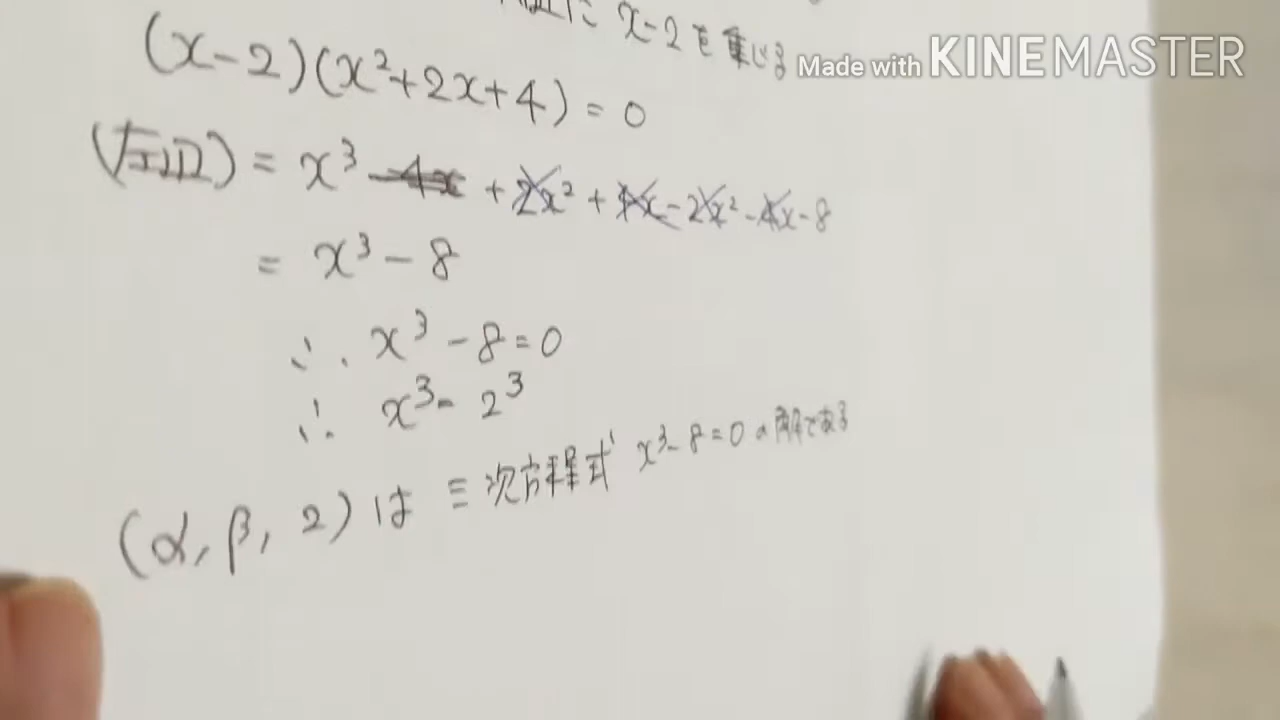 x-2を乗じる
Made with KINEMASTER
(x-2)(x²+2x+4)=0
(左辺) = x³ + 2x² + 4x - 2x² - 4x - 8
= x³ - 8
∴ x³ - 8 = 0
∴ x³ - 2³
(α, β, 2) は 三次方程式 x³-8=0 の解である